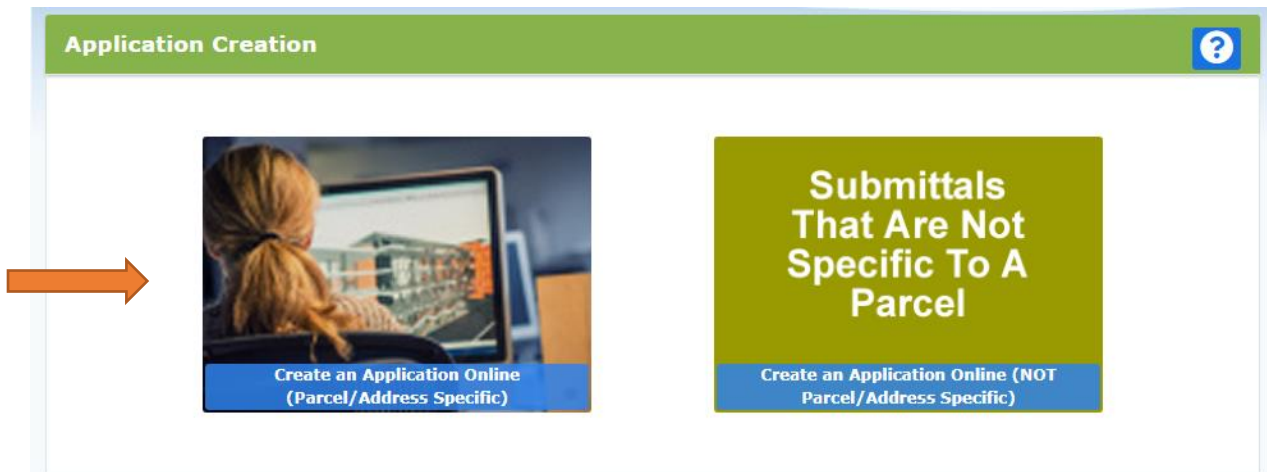 Application Creation
?
Submittals
That Are Not
Specific To A
Parcel
Create an Application Online
(Parcel/Address Specific)
Create an Application Online (NOT
Parcel/Address Specific)